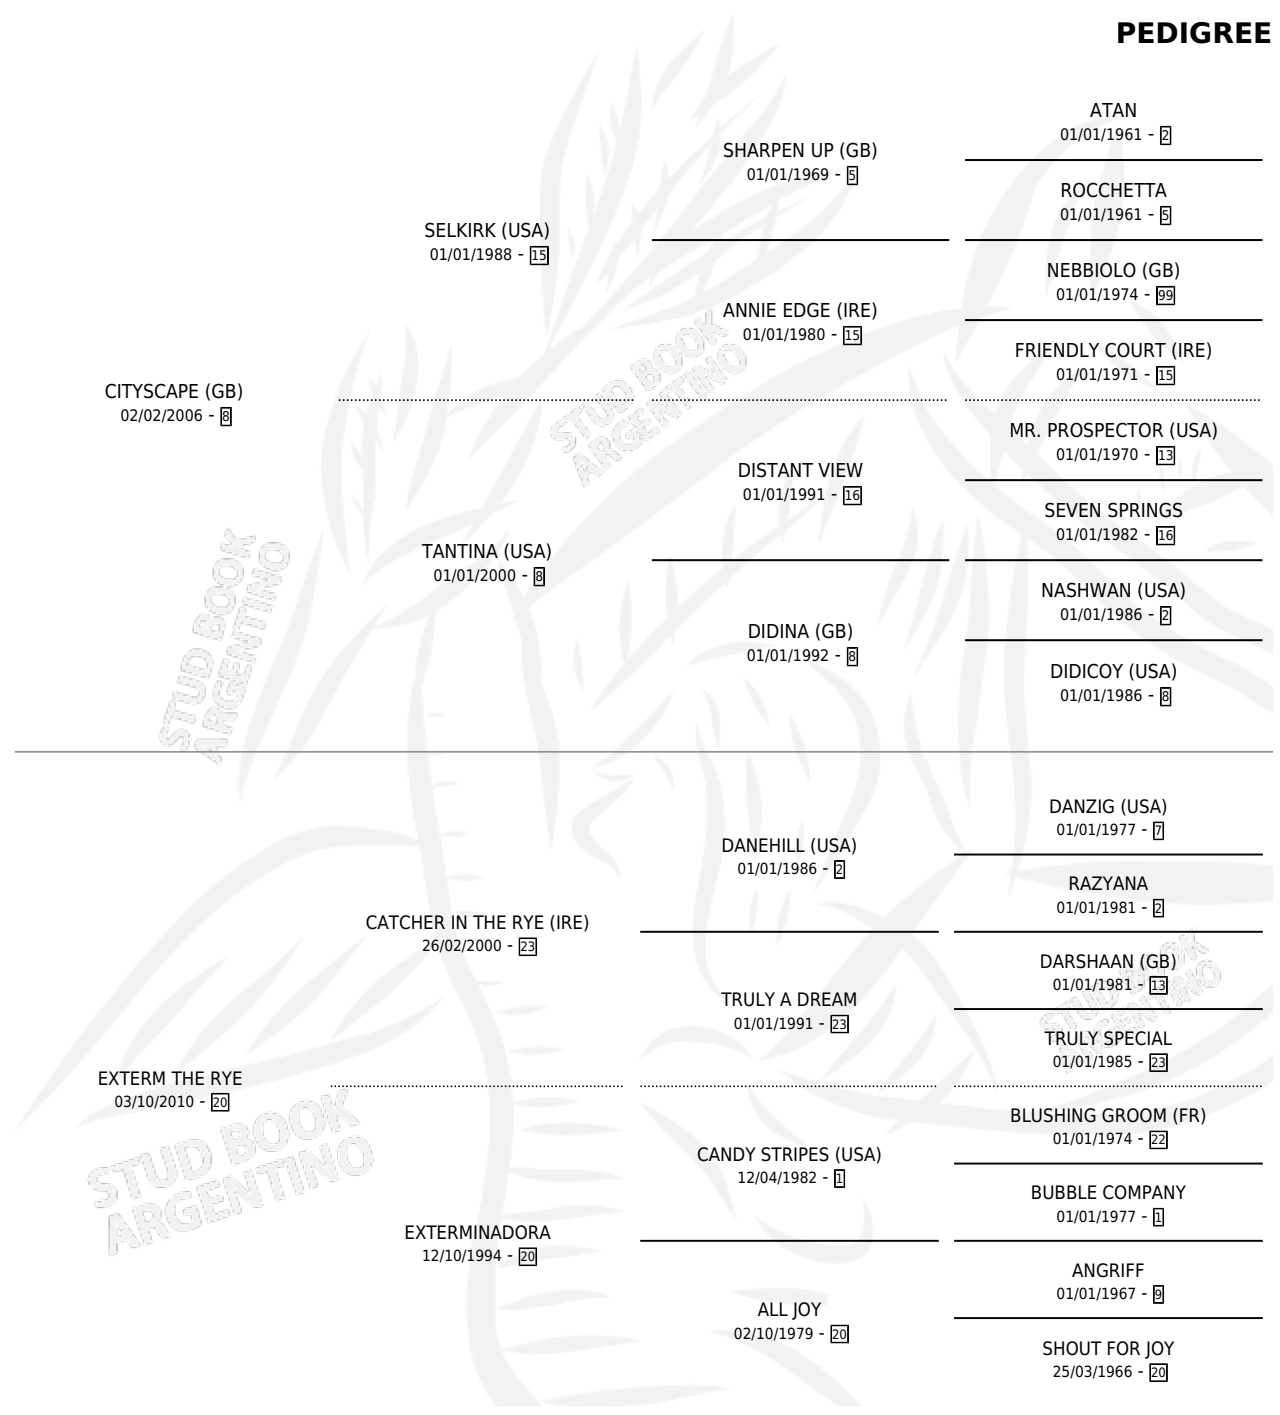 PEDIGREE
ATAN
01/01/1961 - 2
SHARPEN UP (GB)
01/01/1969 - 5
ROCCHETTA
01/01/1961 - 5
SELKIRK (USA)
01/01/1988 - 15
NEBBIOLO (GB)
01/01/1974 - 99
ANNIE EDGE (IRE)
01/01/1980 - 15
FRIENDLY COURT (IRE)
01/01/1971 - 15
CITYSCAPE (GB)
02/02/2006 - 8
STUD BOOK
ARGENTINO
MR. PROSPECTOR (USA)
01/01/1970 - 13
DISTANT VIEW
01/01/1991 - 16
SEVEN SPRINGS
01/01/1982 - 16
TANTINA (USA)
01/01/2000 - 8
NASHWAN (USA)
01/01/1986 - 2
DIDINA (GB)
01/01/1992 - 8
DIDICOY (USA)
01/01/1986 - 8
STUD BOOK
ARGENTINO
DANZIG (USA)
01/01/1977 - 7
DANEHILL (USA)
01/01/1986 - 2
RAZYANA
01/01/1981 - 2
CATCHER IN THE RYE (IRE)
26/02/2000 - 23
DARSHAAN (GB)
01/01/1981 - 13
STUD BOOK
ARGENTINO
TRULY A DREAM
01/01/1991 - 23
TRULY SPECIAL
01/01/1985 - 23
EXTERM THE RYE
03/10/2010 - 20
BLUSHING GROOM (FR)
01/01/1974 - 22
CANDY STRIPES (USA)
12/04/1982 - 1
BUBBLE COMPANY
01/01/1977 - 1
STUD BOOK
ARGENTINO
EXTERMINADORA
12/10/1994 - 20
ANGRIFF
01/01/1967 - 9
ALL JOY
02/10/1979 - 20
SHOUT FOR JOY
25/03/1966 - 20